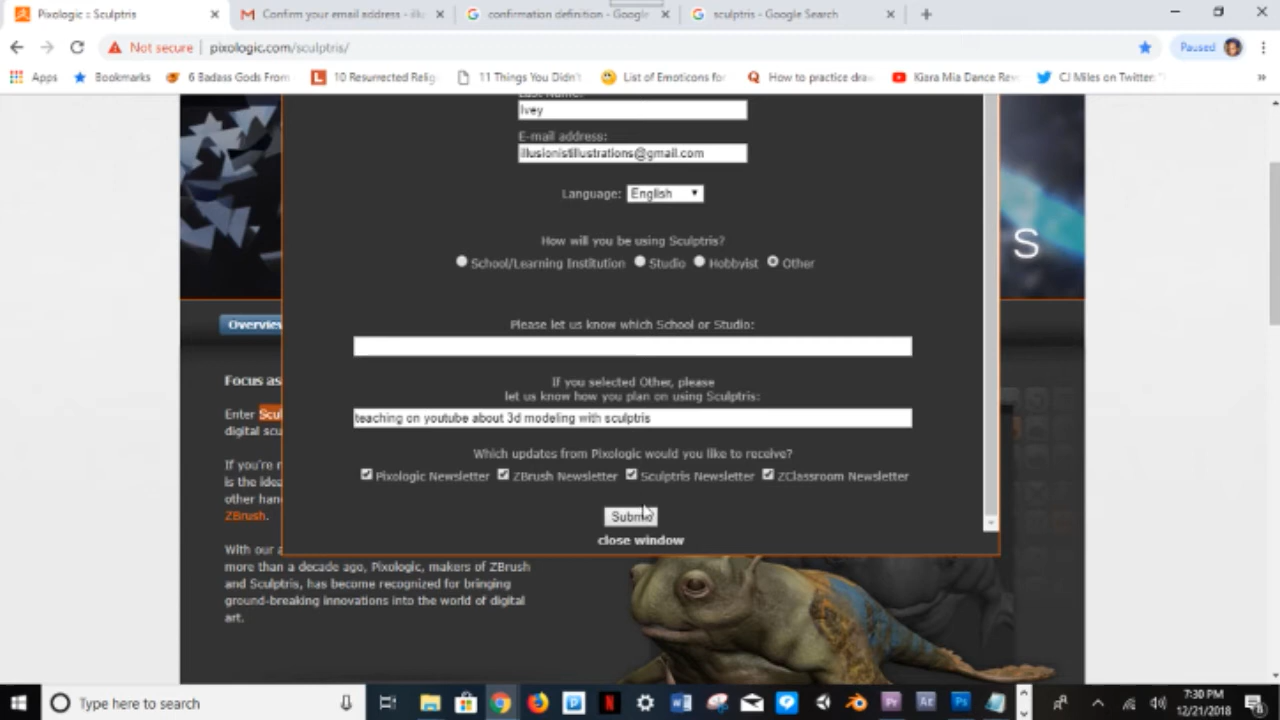 Pixologic :: Sculptris
Confirm your email address - illu
confirmation definition - Google
sculptris - Google Search
Not secure | pixologic.com/sculptris/
Paused
Apps
Bookmarks
6 Badass Gods From
10 Resurrected Relig
11 Things You Didn't
List of Emoticons for
How to practice draw
Kiara Mia Dance Rev
CJ Miles on Twitter: "
Last Name:
Ivey
E-mail address:
illusionistillustrations@gmail.com
Language: English
S
How will you be using Sculptris?
School/Learning Institution Studio Hobbyist Other
Please let us know which School or Studio:
Overview
Focus as
If you selected Other, please
let us know how you plan on using Sculptris:
Enter Scul
digital scu
teaching on youtube about 3d modeling with sculptris
Which updates from Pixologic would you like to receive?
Pixologic Newsletter ZBrush Newsletter Sculptris Newsletter ZClassroom Newsletter
If you're n
is the idea
other han
ZBrush.
Submit
close window
With our a
more than a decade ago, Pixologic, makers of ZBrush
and Sculptris, has become recognized for bringing
ground-breaking innovations into the world of digital
art.
Type here to search
7:30 PM
12/21/2018